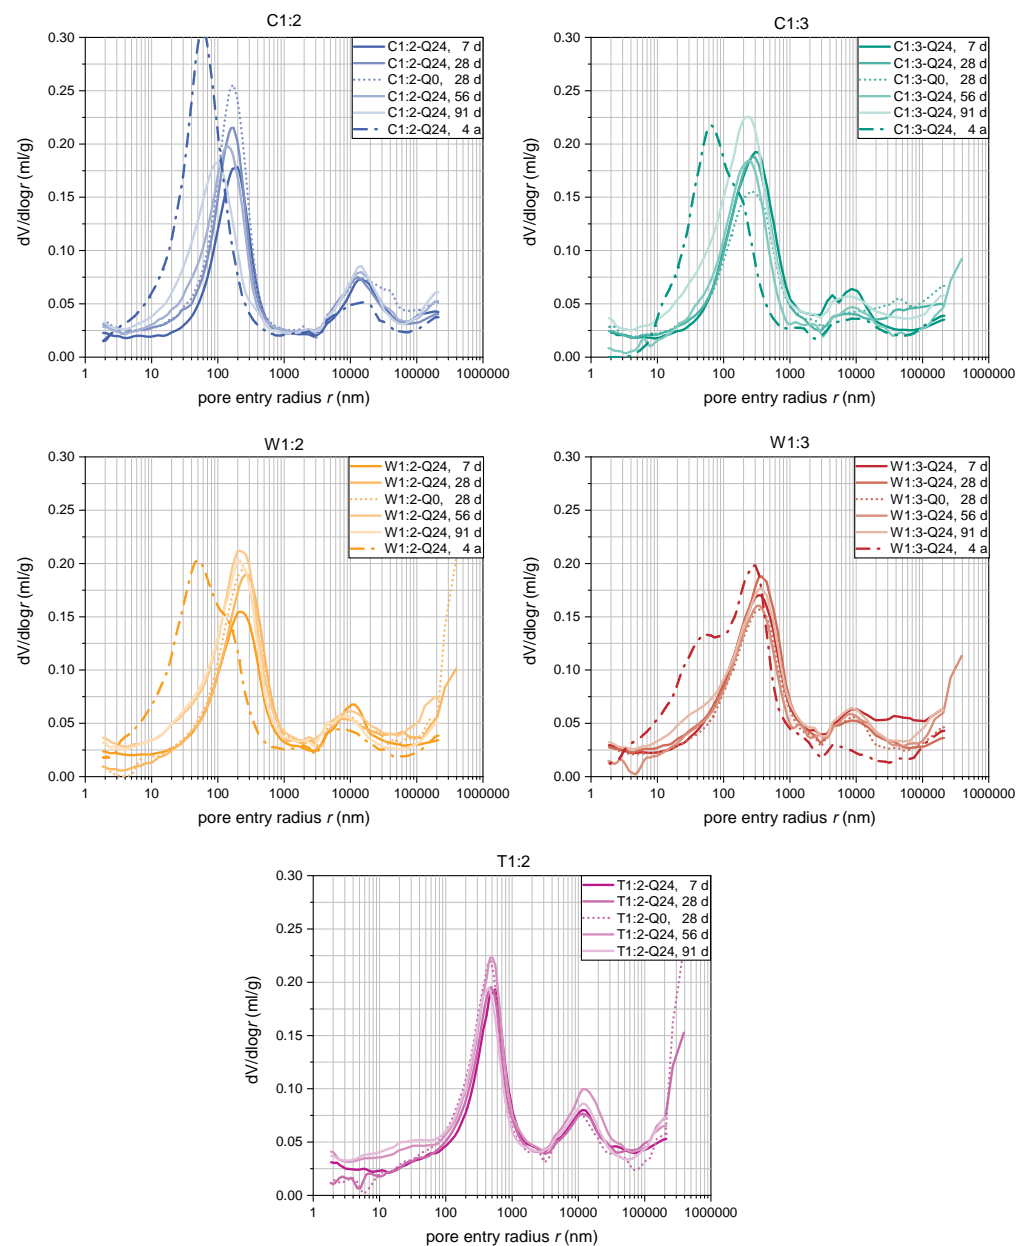 C1:2
0.30
0.25
0.20
0.15
0.10
0.05
0.00
dV/dlogr (ml/g)
1 10 100 1000 10000 100000 1000000
pore entry radius r (nm)
C1:2-Q24, 7 d
C1:2-Q24, 28 d
C1:2-Q0, 28 d
C1:2-Q24, 56 d
C1:2-Q24, 91 d
C1:2-Q24, 4 a
C1:3
0.30
0.25
0.20
0.15
0.10
0.05
0.00
dV/dlogr (ml/g)
1 10 100 1000 10000 100000 1000000
pore entry radius r (nm)
C1:3-Q24, 7 d
C1:3-Q24, 28 d
C1:3-Q0, 28 d
C1:3-Q24, 56 d
C1:3-Q24, 91 d
C1:3-Q24, 4 a
W1:2
0.30
0.25
0.20
0.15
0.10
0.05
0.00
dV/dlogr (ml/g)
1 10 100 1000 10000 100000 1000000
pore entry radius r (nm)
W1:2-Q24, 7 d
W1:2-Q24, 28 d
W1:2-Q0, 28 d
W1:2-Q24, 56 d
W1:2-Q24, 91 d
W1:2-Q24, 4 a
W1:3
0.30
0.25
0.20
0.15
0.10
0.05
0.00
dV/dlogr (ml/g)
1 10 100 1000 10000 100000 1000000
pore entry radius r (nm)
W1:3-Q24, 7 d
W1:3-Q24, 28 d
W1:3-Q0, 28 d
W1:3-Q24, 56 d
W1:3-Q24, 91 d
W1:3-Q24, 4 a
T1:2
0.30
0.25
0.20
0.15
0.10
0.05
0.00
dV/dlogr (ml/g)
1 10 100 1000 10000 100000 1000000
pore entry radius r (nm)
T1:2-Q24, 7 d
T1:2-Q24, 28 d
T1:2-Q0, 28 d
T1:2-Q24, 56 d
T1:2-Q24, 91 d